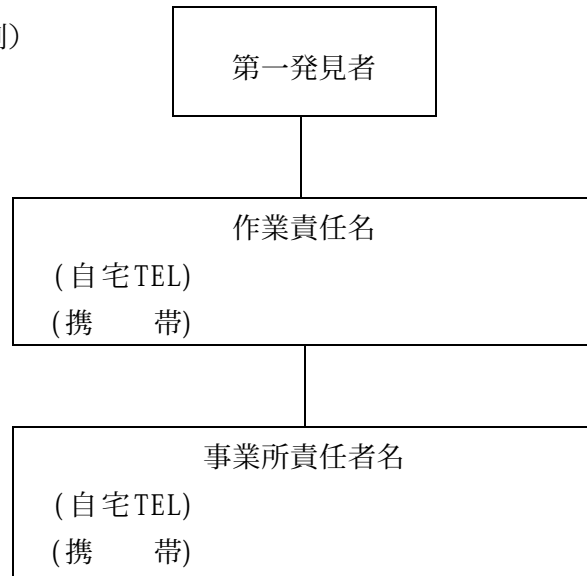 例)
第一発見者
作業責任名
(自宅TEL)
(携　　帯)
事業所責任者名
(自宅TEL)
(携　　帯)